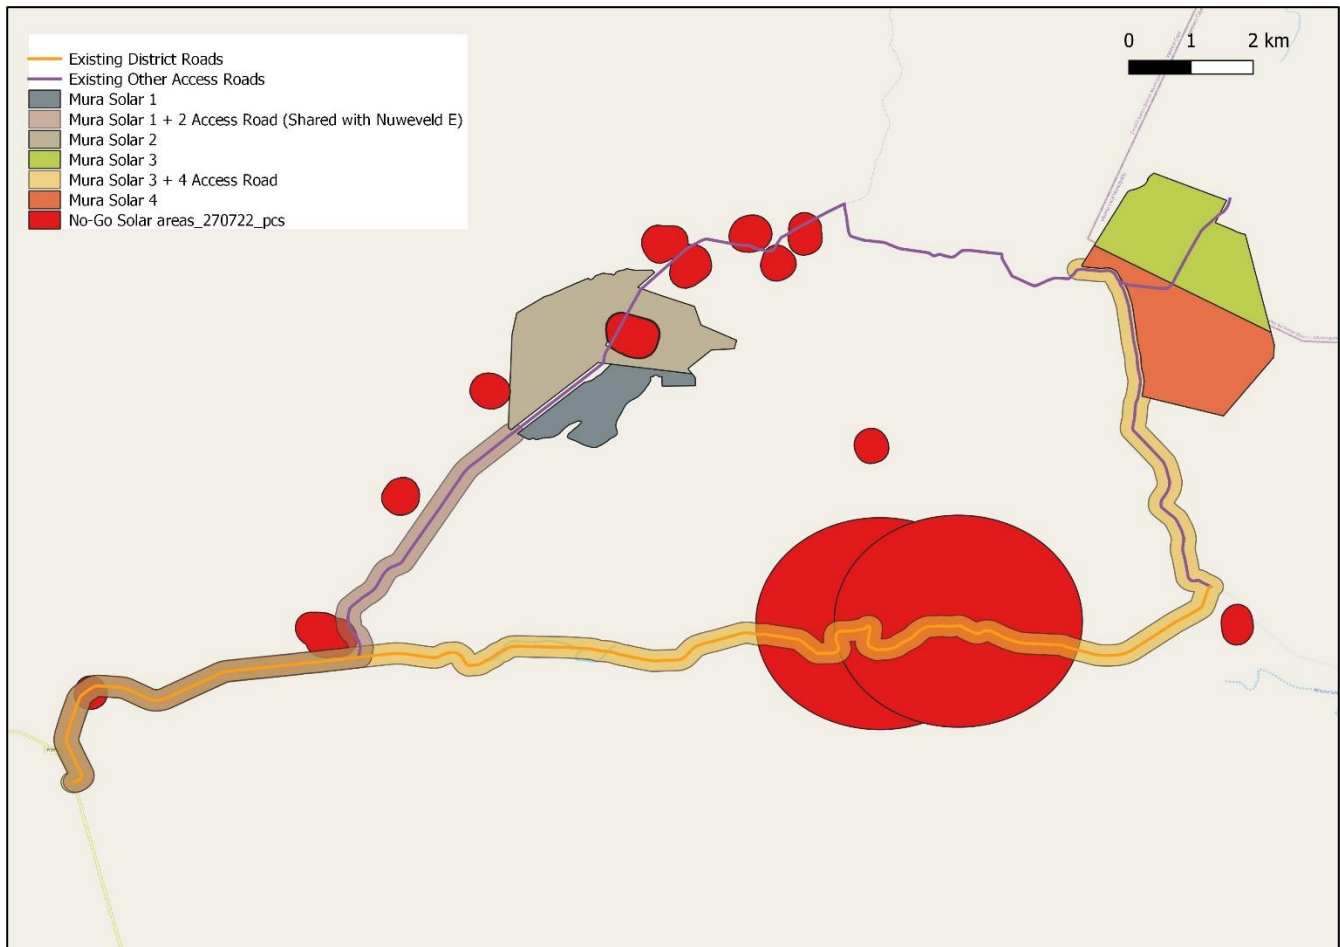 0 1 2 km
Existing District Roads
Existing Other Access Roads
Mura Solar 1
Mura Solar 1 + 2 Access Road (Shared with Nuweveld E)
Mura Solar 2
Mura Solar 3
Mura Solar 3 + 4 Access Road
Mura Solar 4
No-Go Solar areas_270722_pcs